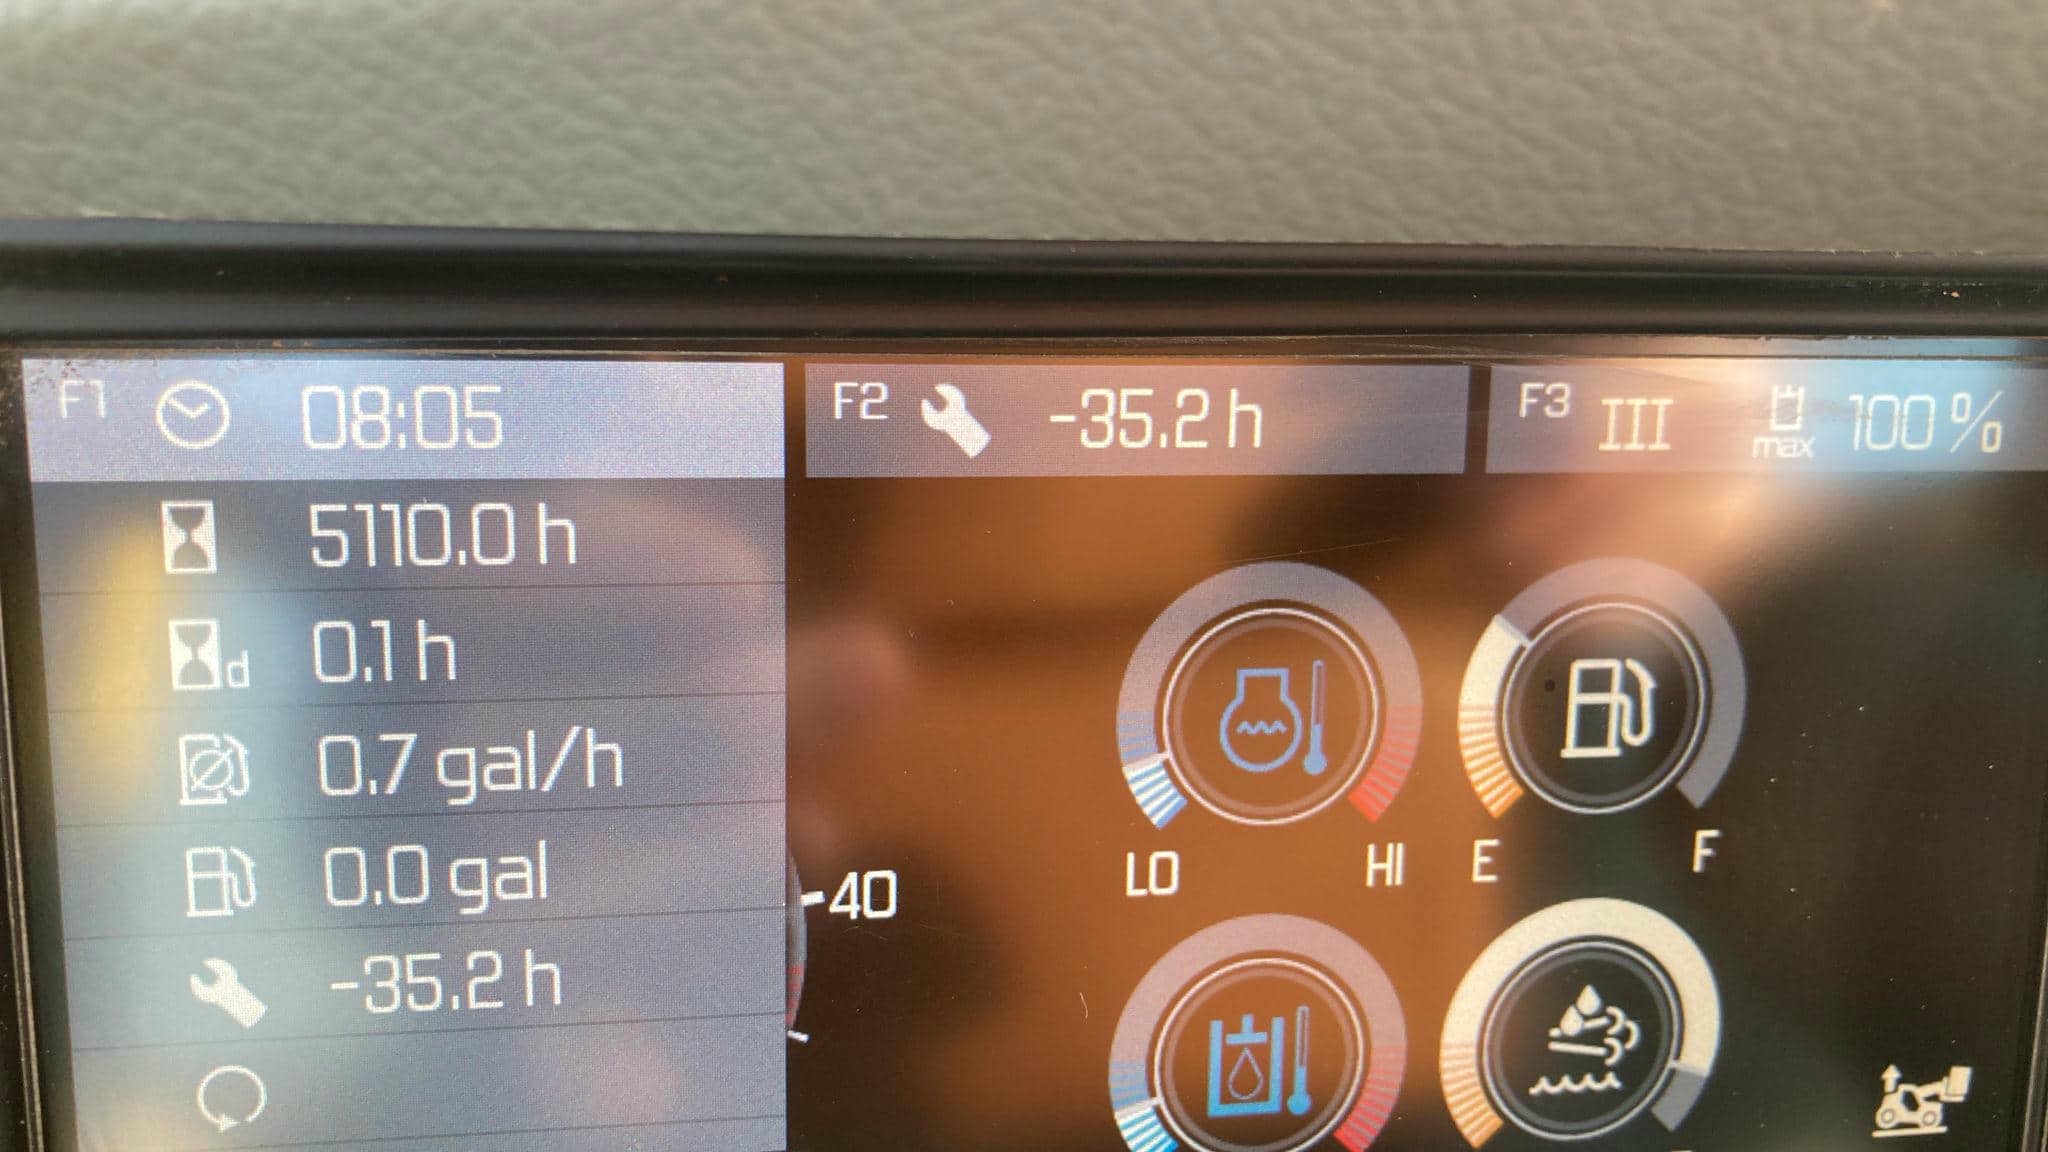 F1 08:05
F2 -35.2 h
F3 III max 100 %
5110.0 h
d 0.1 h
0.7 gal/h
0.0 gal
-35.2 h
40
LO HI
E F